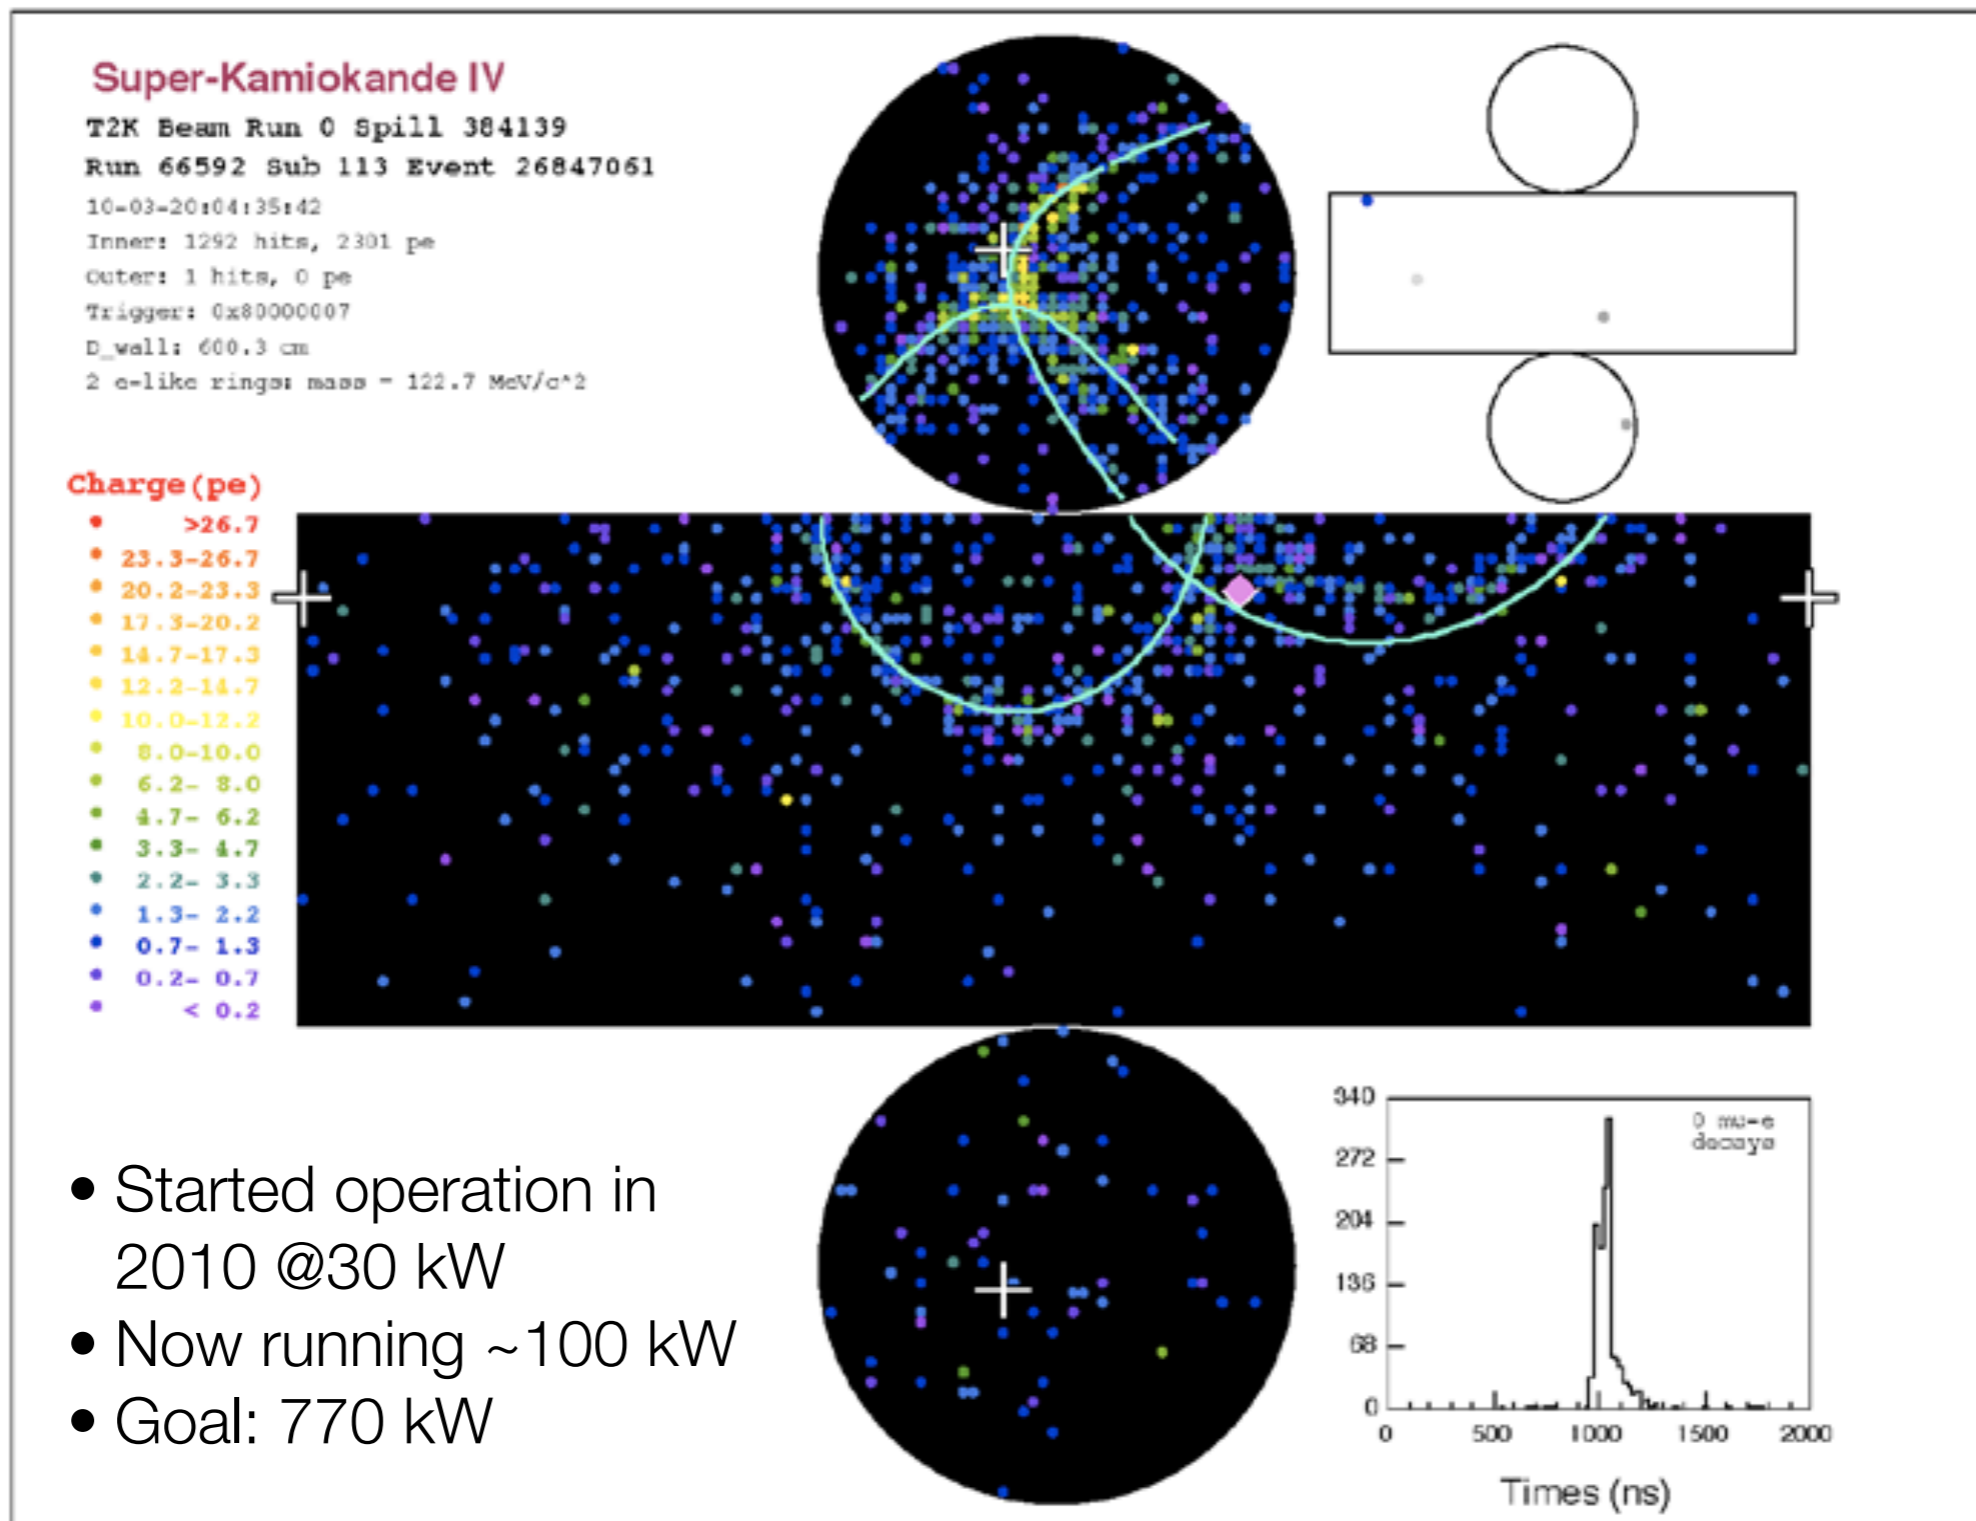 Super-Kamiokande IV
T2K Beam Run 0 Spill 384139
Run 66592 Sub 113 Event 26847061
10-03-20:04:35:42
Inner: 1292 hits, 2301 pe
Outer: 1 hits, 0 pe
Trigger: 0x80000007
D_wall: 600.3 cm
2 e-like rings: mass = 122.7 MeV/c^2
Charge(pe)
>26.7
23.3-26.7
20.2-23.3
17.3-20.2
14.7-17.3
12.2-14.7
10.0-12.2
8.0-10.0
6.2- 8.0
4.7- 6.2
3.3- 4.7
2.2- 3.3
1.3- 2.2
0.7- 1.3
0.2- 0.7
< 0.2
• Started operation in
2010 @30 kW
• Now running ~100 kW
• Goal: 770 kW
0 mu-e
decays
340
272
204
136
68
0
0 500 1000 1500 2000
Times (ns)